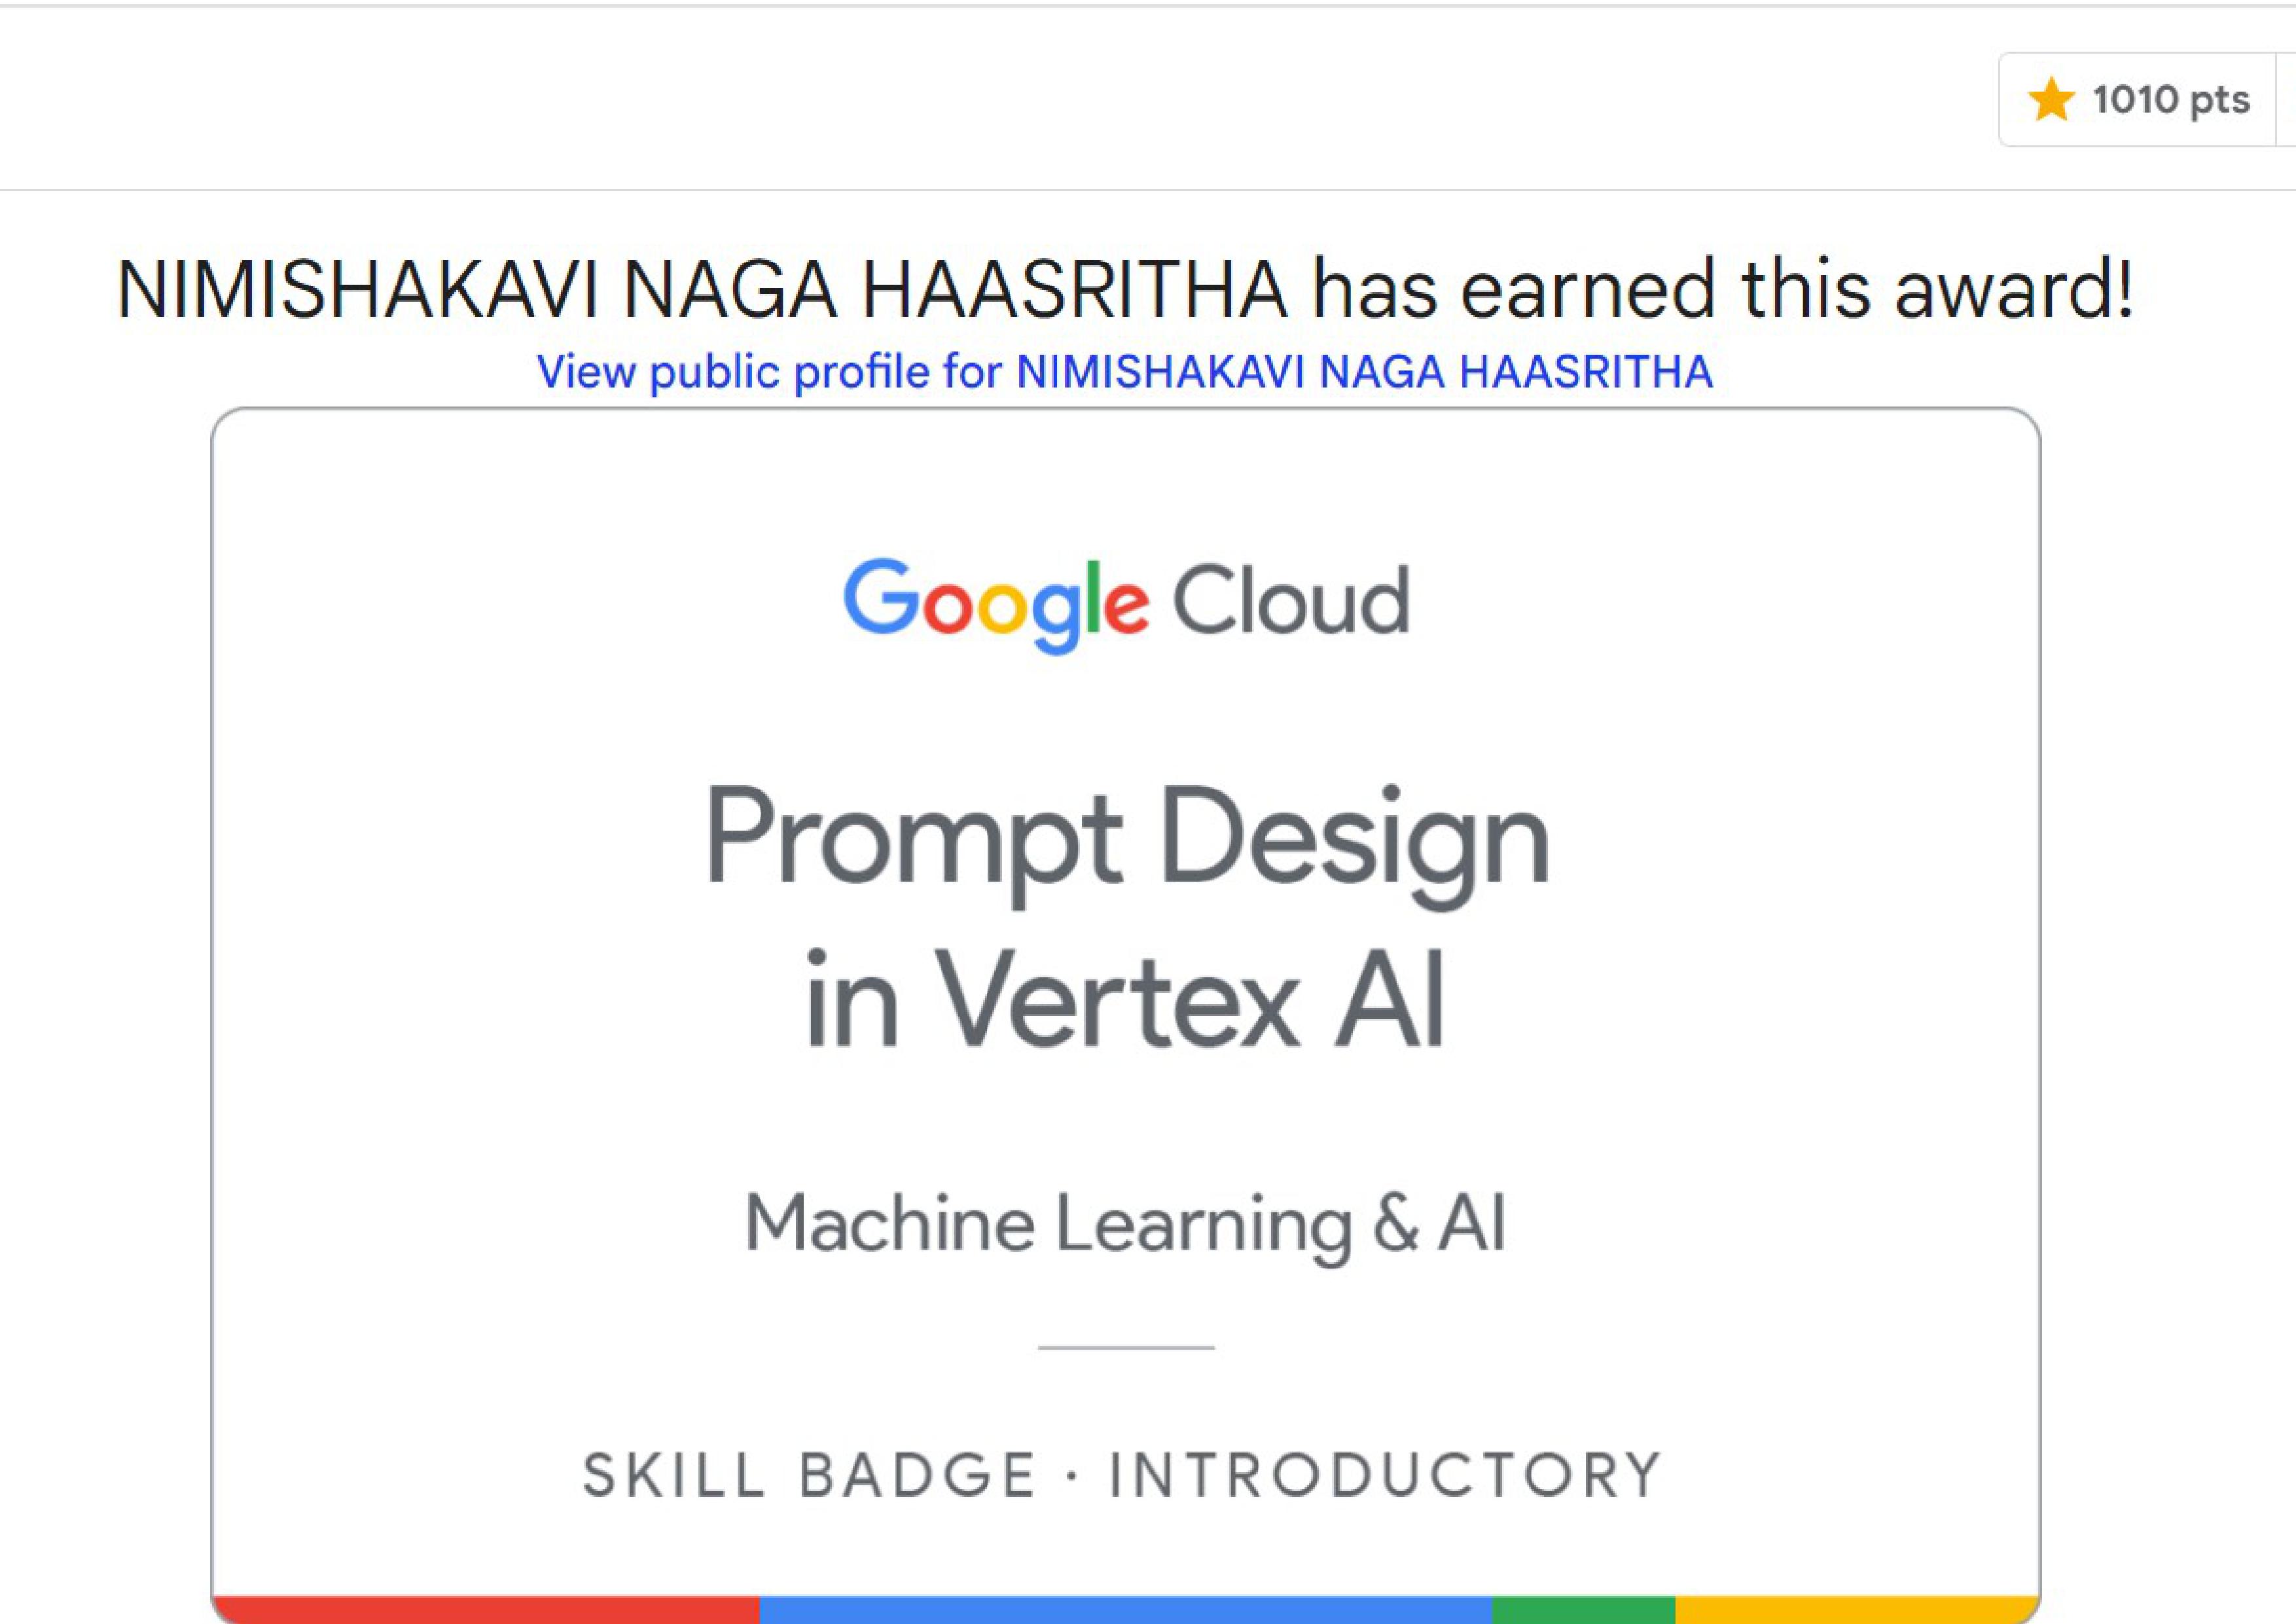 1010 pts
NIMISHAKAVI NAGA HAASRITHA has earned this award!
View public profile for NIMISHAKAVI NAGA HAASRITHA
Google Cloud
Prompt Design
in Vertex AI
Machine Learning & AI
SKILL BADGE · INTRODUCTORY